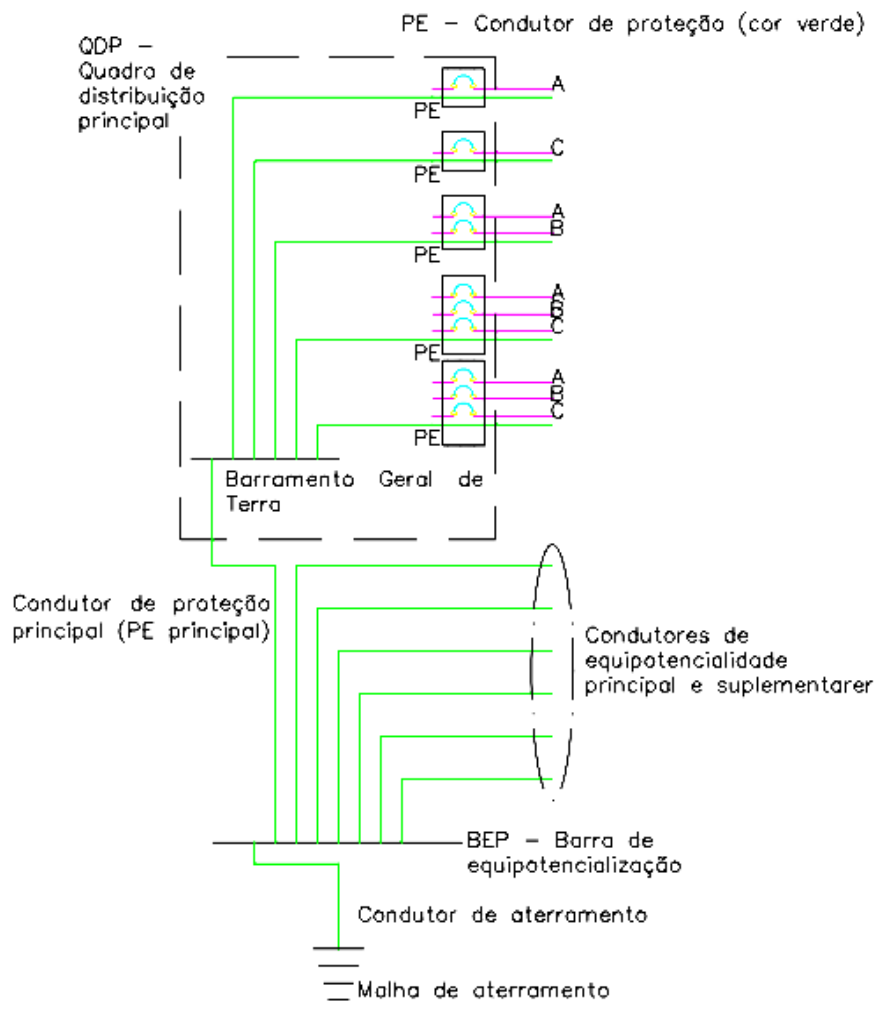 PE - Condutor de proteção (cor verde)
QDP -
Quadro de
distribuição
principal
A
PE
C
PE
A
B
PE
A
B
C
PE
A
B
C
PE
Barramento Geral de
Terra
Condutor de proteção
principal (PE principal)
Condutores de
equipotencialidade
principal e suplementarer
BEP - Barra de
equipotencialização
Condutor de aterramento
Malha de aterramento